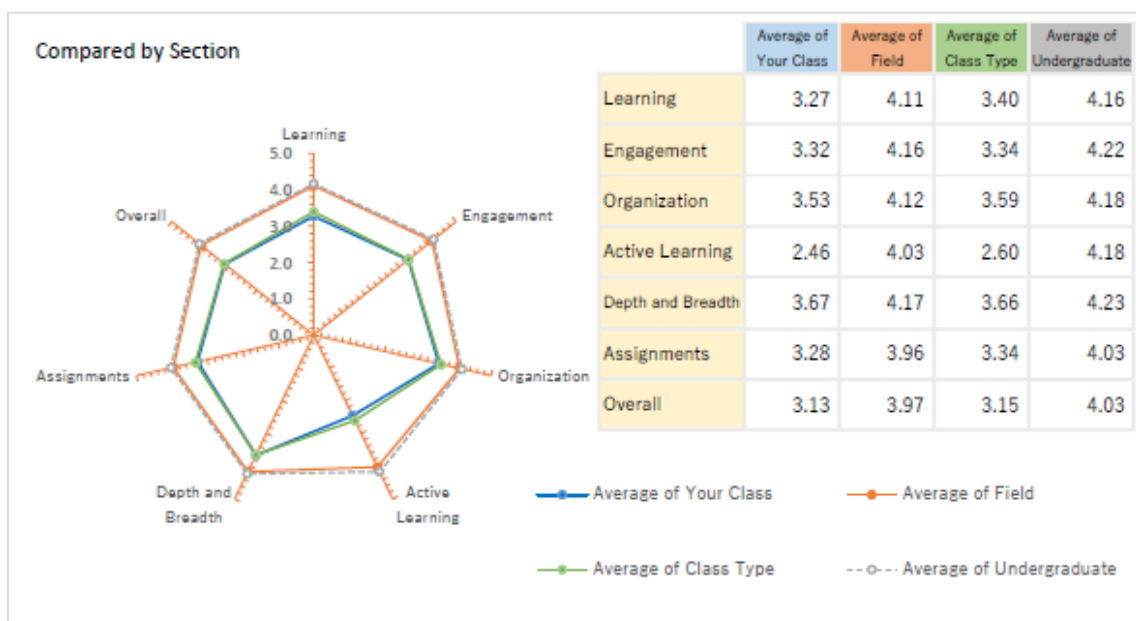 Compared by Section
Average of Your Class
Average of Field
Average of Class Type
Average of Undergraduate
Learning 3.27 4.11 3.40 4.16
Engagement 3.32 4.16 3.34 4.22
Organization 3.53 4.12 3.59 4.18
Active Learning 2.46 4.03 2.60 4.18
Depth and Breadth 3.67 4.17 3.66 4.23
Assignments 3.28 3.96 3.34 4.03
Overall 3.13 3.97 3.15 4.03
Learning
5.0
4.0
3.0
2.0
1.0
0.0
Engagement
Organization
Active
Learning
Depth and
Breadth
Assignments
Overall
Average of Your Class
Average of Field
Average of Class Type
Average of Undergraduate